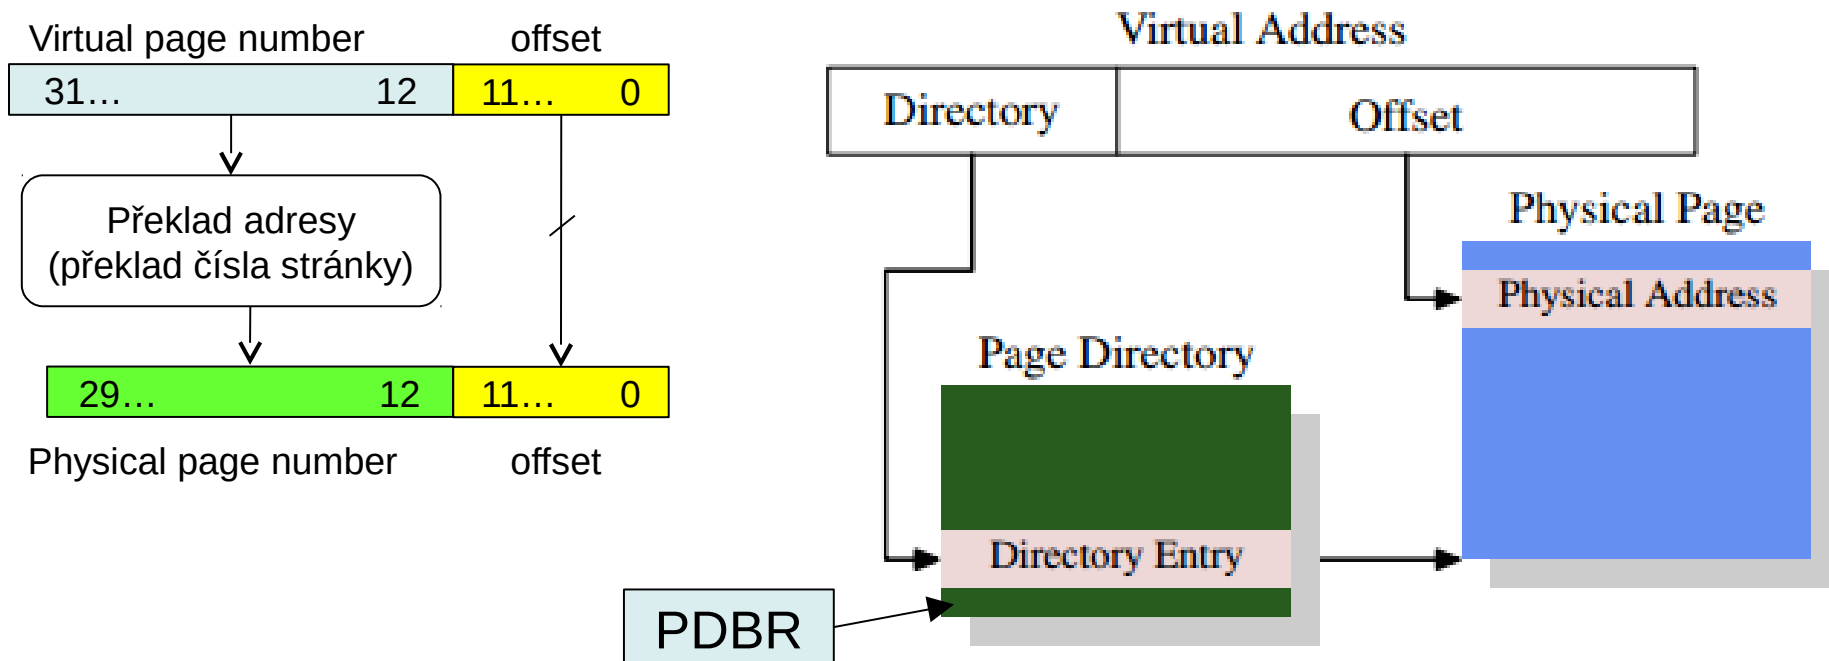 Virtual page number offset
31... 12 11... 0
Překlad adresy
(překlad čísla stránky)
29... 12 11... 0
Physical page number offset
Virtual Address
Directory Offset
Physical Page
Physical Address
Page Directory
Directory Entry
PDBR